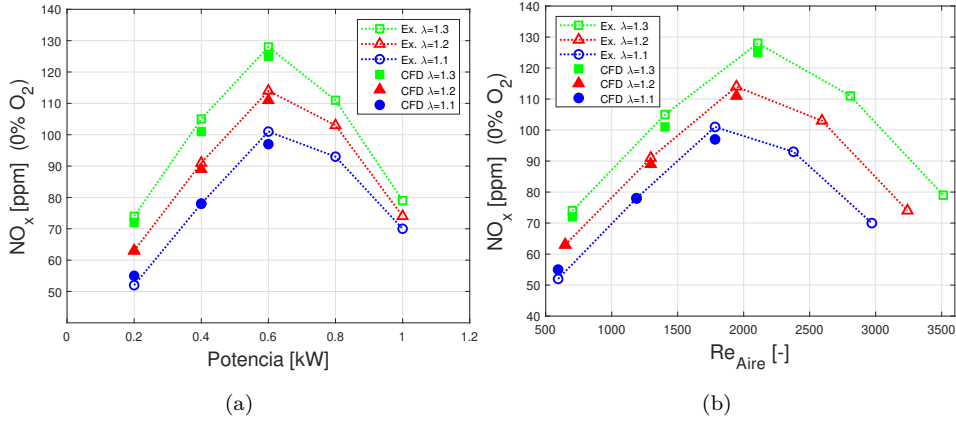 140
130
120
110
100
90
80
70
60
50
0
0.2
0.4
0.6
0.8
1
1.2
NOx [ppm] (0% O2)
Potencia [kW]
Ex. λ=1.3
Ex. λ=1.2
Ex. λ=1.1
CFD λ=1.3
CFD λ=1.2
CFD λ=1.1
(a)
140
130
120
110
100
90
80
70
60
50
40
500
1000
1500
2000
2500
3000
3500
NOx [ppm] (0% O2)
ReAire [-]
Ex. λ=1.3
Ex. λ=1.2
Ex. λ=1.1
CFD λ=1.3
CFD λ=1.2
CFD λ=1.1
(b)